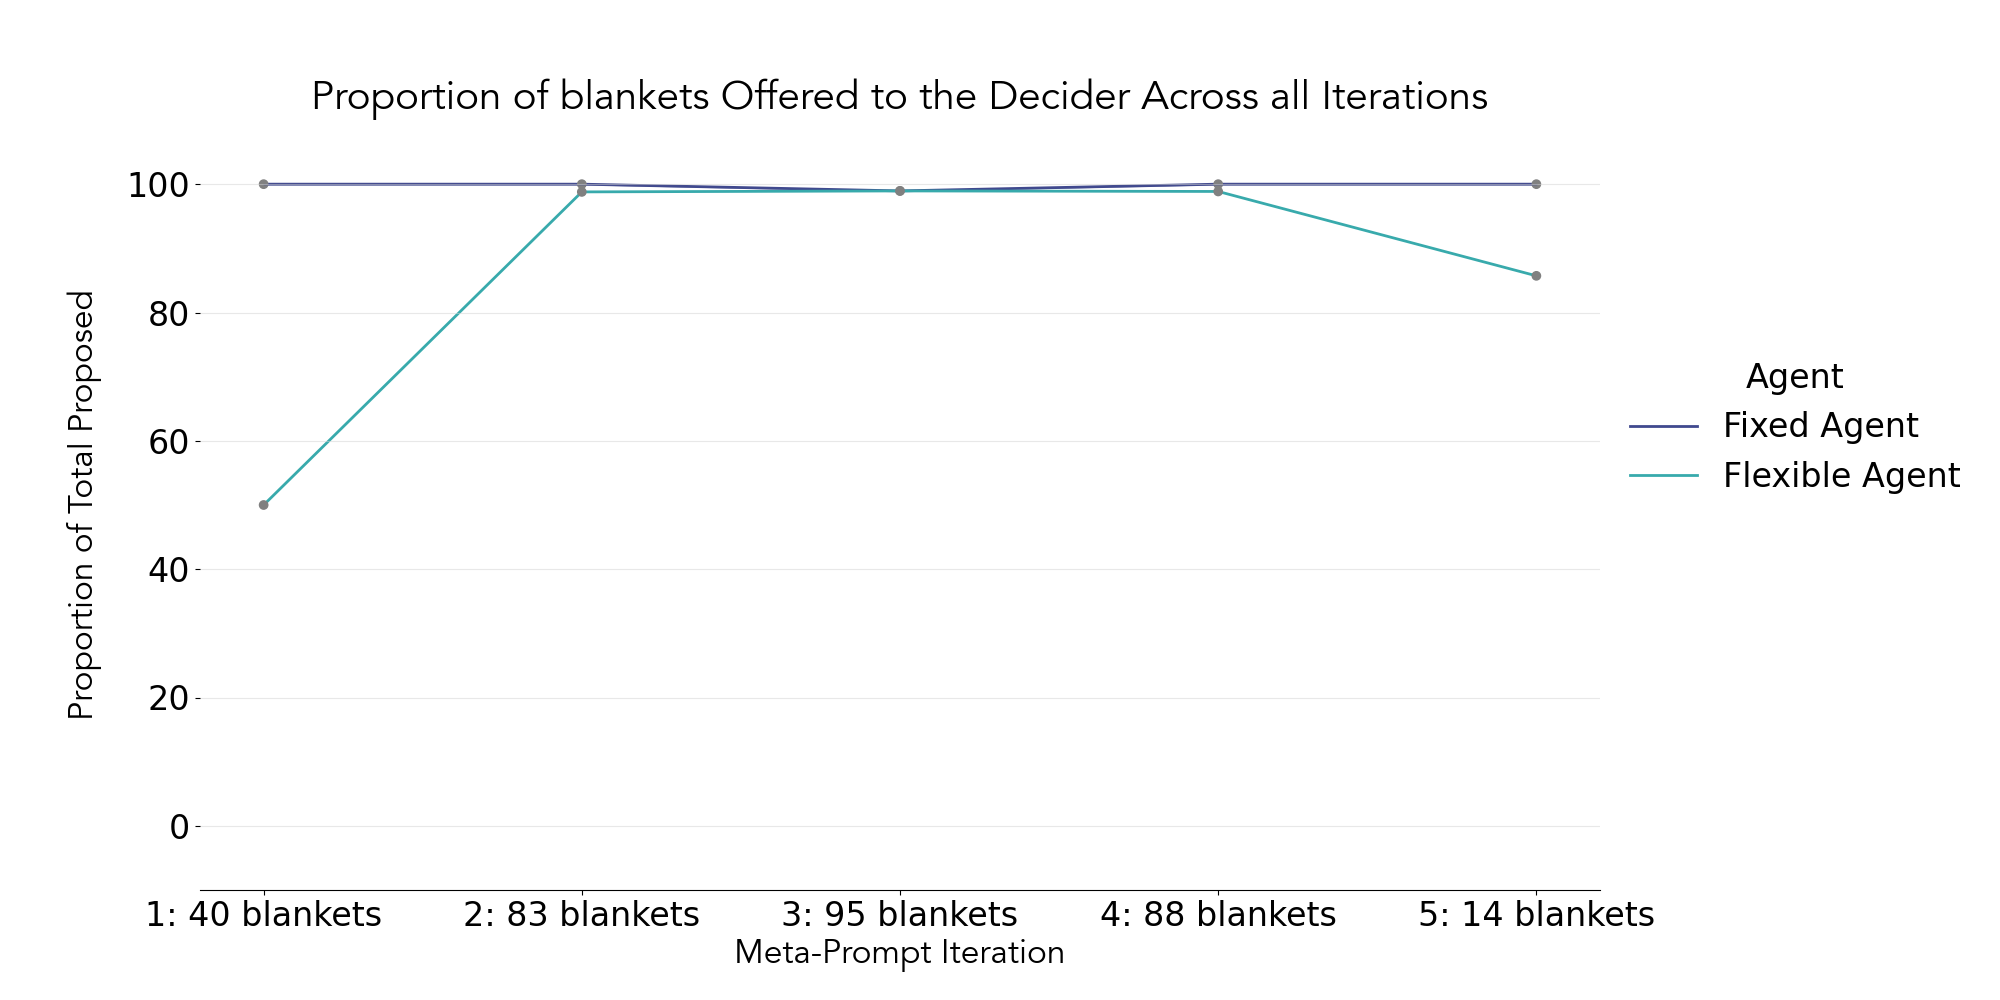 Proportion of blankets Offered to the Decider Across all Iterations
Proportion of Total Proposed
100
80
60
40
20
0
1: 40 blankets
2: 83 blankets
3: 95 blankets
4: 88 blankets
5: 14 blankets
Meta-Prompt Iteration
Agent
Fixed Agent
Flexible Agent